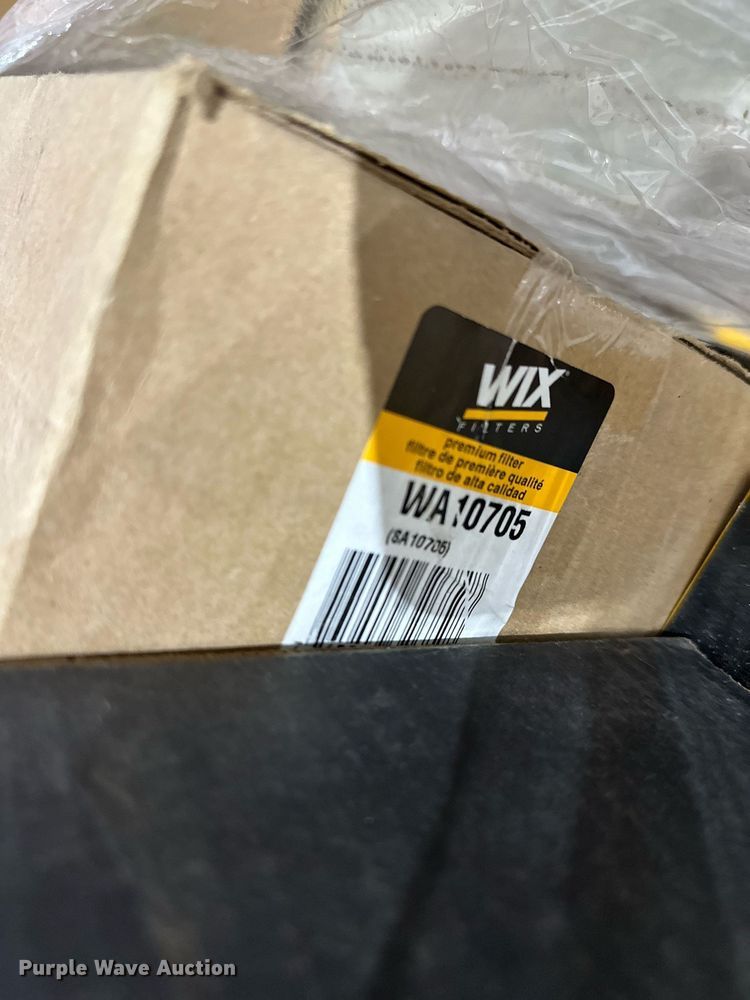 WIX
FILTERS
premium filter
filtre de première qualité
filtro de alta calidad
WA10705
(SA10705)
Purple Wave Auction